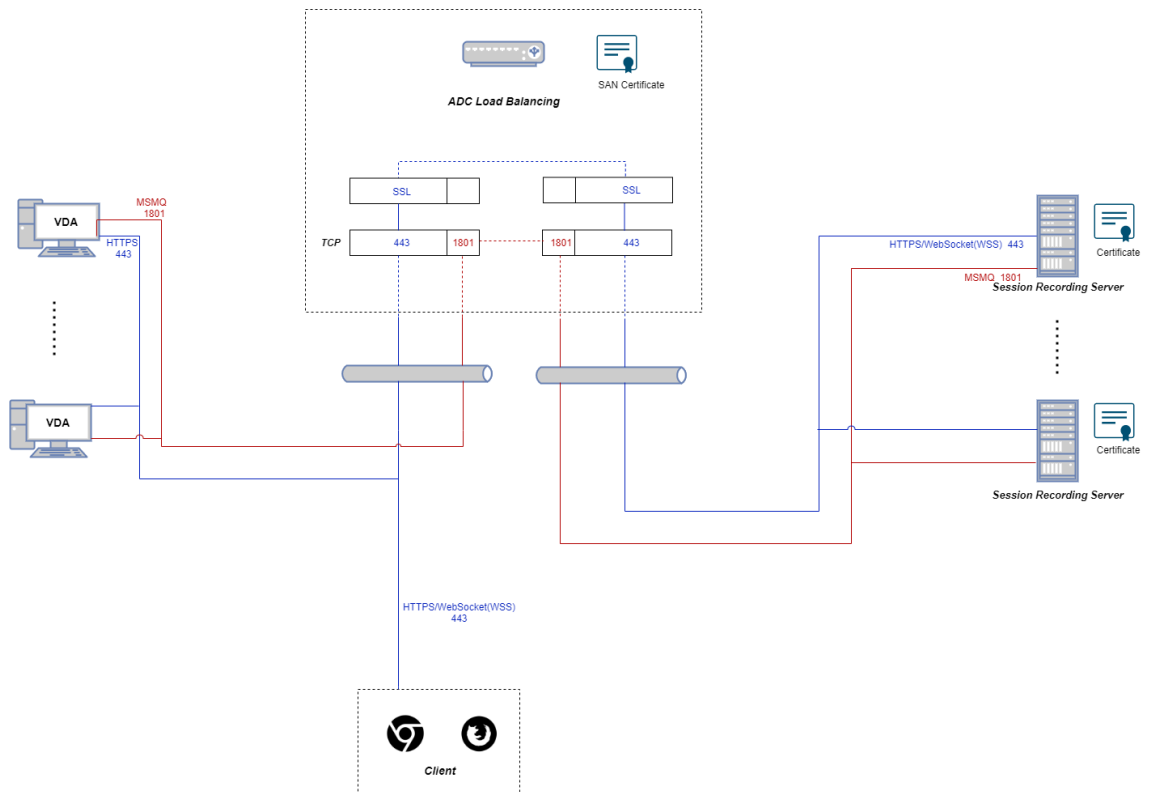 SAN Certificate
ADC Load Balancing
SSL
SSL
MSMQ
1801
VDA
HTTPS
443
TCP
443
1801
1801
443
HTTPS/WebSocket(WSS) 443
Certificate
MSMQ 1801
Session Recording Server
VDA
Certificate
Session Recording Server
HTTPS/WebSocket(WSS)
443
Client